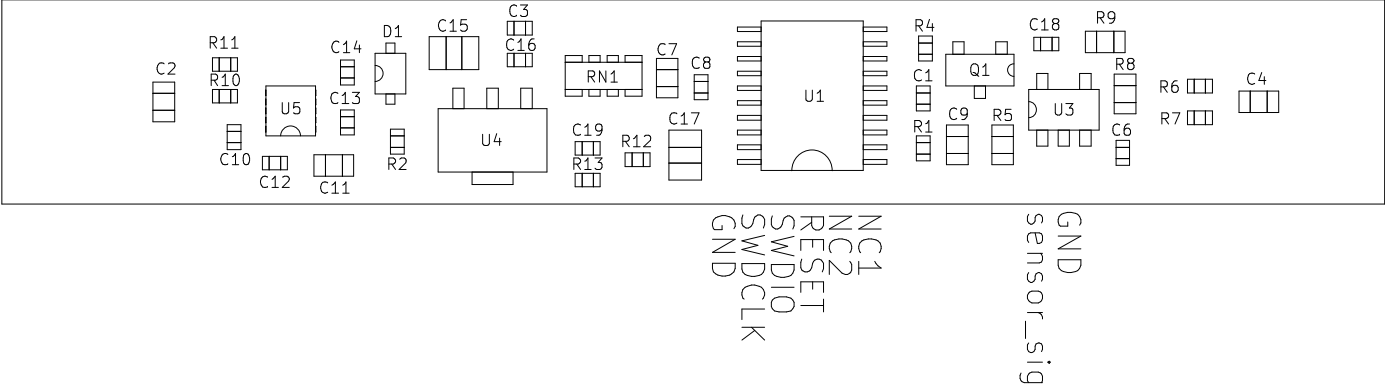 C2
R11
R10
C10
U5
C12
C14
C13
C11
D1
R2
C15
U4
C3
C16
RN1
C19
R13
R12
C7
C8
C17
U1
R4
C1
R1
Q1
C9
R5
C18
U3
R9
R8
C6
R6
R7
C4
GND
SWDCLK
SWDIO
RESET
NC2
NC1
sensor_sig
GND